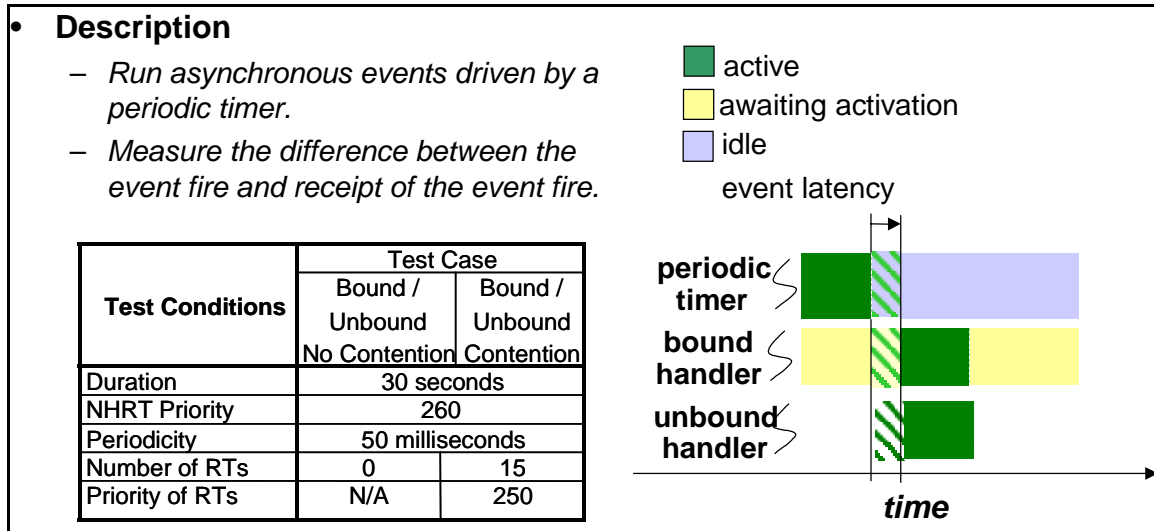 • Description
– Run asynchronous events driven by a
periodic timer.
– Measure the difference between the
event fire and receipt of the event fire.
Test Conditions
Test Case
Bound /
Unbound
No Contention
Bound /
Unbound
Contention
Duration 30 seconds
NHRT Priority 260
Periodicity 50 milliseconds
Number of RTs 0 15
Priority of RTs N/A 250
active
awaiting activation
idle
event latency
periodic
timer
bound
handler
unbound
handler
time